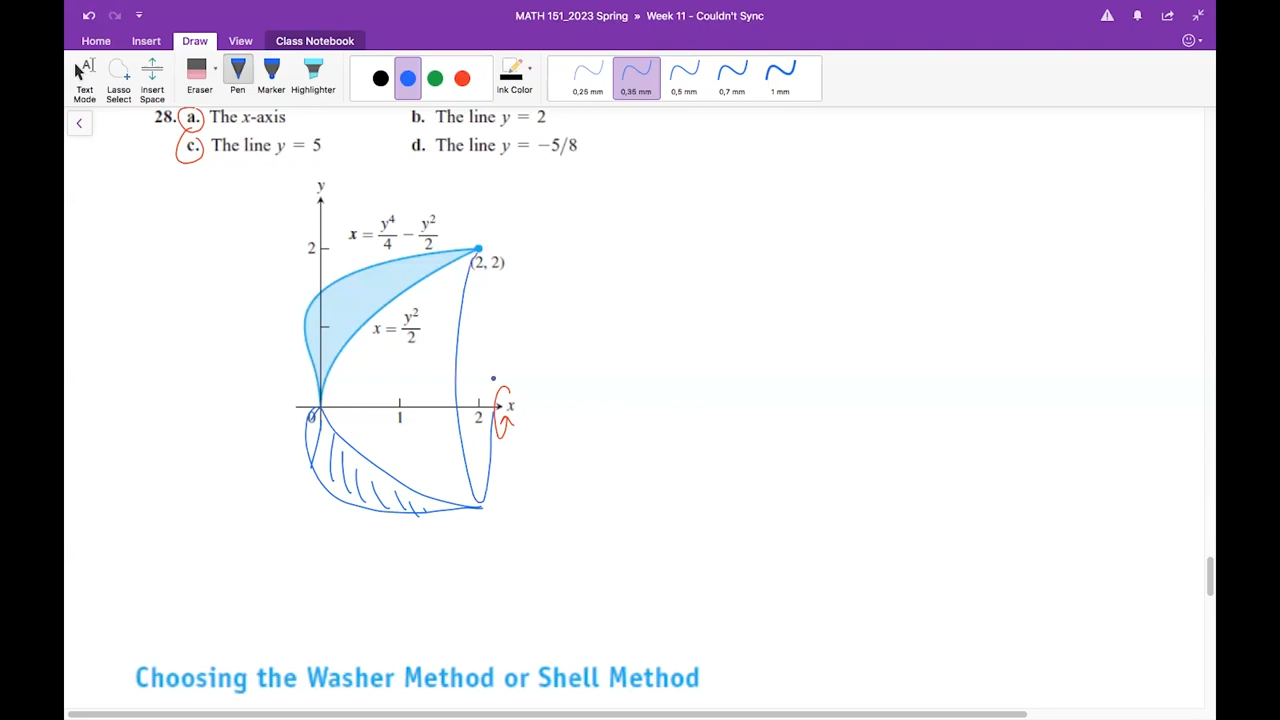 MATH 151_2023 Spring » Week 11 - Couldn't Sync
Home Insert Draw View Class Notebook
Text Mode Lasso Select Insert Space Eraser Pen Marker Highlighter Ink Color 0,25 mm 0,35 mm 0,5 mm 0,7 mm 1 mm
28. a. The x-axis b. The line y = 2
c. The line y = 5 d. The line y = −5/8
y
x = y⁴/4 − y²/2
2
(2, 2)
x = y²/2
0 1 2 x
Choosing the Washer Method or Shell Method